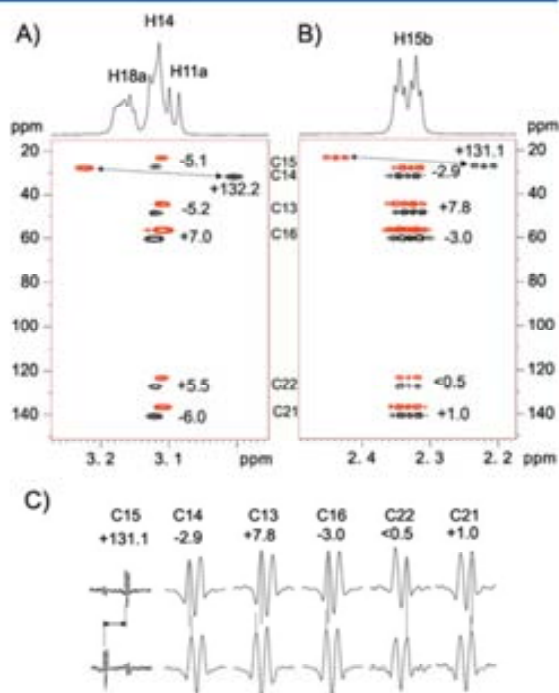 A)
H14
H18a
H11a
B)
H15b
ppm
20
40
60
80
100
120
140
-5.1
+132.2
-5.2
+7.0
+5.5
-6.0
3.2
3.1
ppm
C15
C14
C13
C16
C22
C21
+131.1
-2.9
+7.8
-3.0
<0.5
+1.0
ppm
20
40
60
80
100
120
140
2.4
2.3
2.2
ppm
C)
C15 C14 C13 C16 C22 C21
+131.1 -2.9 +7.8 -3.0 <0.5 +1.0